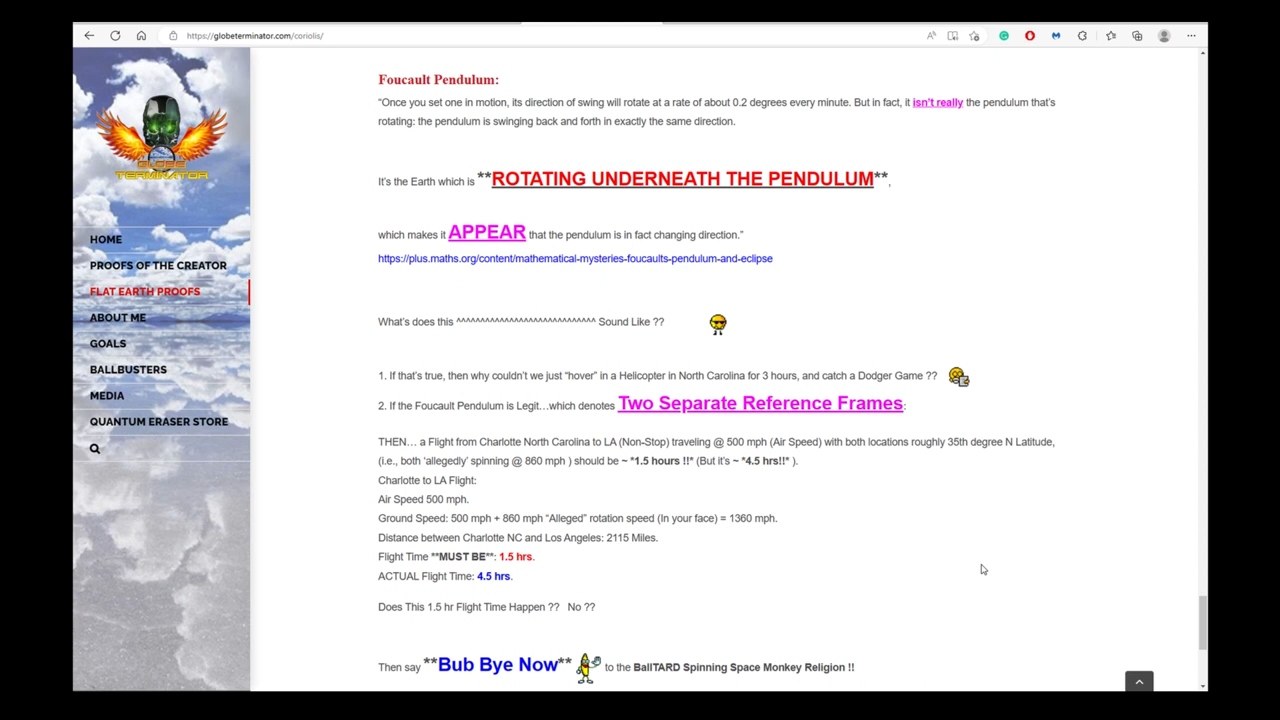 https://globeterminator.com/coriolis/
GLOBE
TERMINATOR
HOME
PROOFS OF THE CREATOR
FLAT EARTH PROOFS
ABOUT ME
GOALS
BALLBUSTERS
MEDIA
QUANTUM ERASER STORE
Foucault Pendulum:
“Once you set one in motion, its direction of swing will rotate at a rate of about 0.2 degrees every minute. But in fact, it isn't really the pendulum that's
rotating: the pendulum is swinging back and forth in exactly the same direction.
It's the Earth which is **ROTATING UNDERNEATH THE PENDULUM**,
which makes it APPEAR that the pendulum is in fact changing direction.”
https://plus.maths.org/content/mathematical-mysteries-foucaults-pendulum-and-eclipse
What's does this ^^^^^^^^^^^^^^^^^^^^^^^^^^^^^ Sound Like ??
1. If that's true, then why couldn't we just “hover” in a Helicopter in North Carolina for 3 hours, and catch a Dodger Game ??
2. If the Foucault Pendulum is Legit…which denotes Two Separate Reference Frames:
THEN… a Flight from Charlotte North Carolina to LA (Non-Stop) traveling @ 500 mph (Air Speed) with both locations roughly 35th degree N Latitude,
(i.e., both ‘allegedly’ spinning @ 860 mph ) should be ~ *1.5 hours !!* (But it's ~ *4.5 hrs!!* ).
Charlotte to LA Flight:
Air Speed 500 mph.
Ground Speed: 500 mph + 860 mph “Alleged” rotation speed (In your face) = 1360 mph.
Distance between Charlotte NC and Los Angeles: 2115 Miles.
Flight Time **MUST BE**: 1.5 hrs.
ACTUAL Flight Time: 4.5 hrs.
Does This 1.5 hr Flight Time Happen ?? No ??
Then say **Bub Bye Now** to the BallTARD Spinning Space Monkey Religion !!